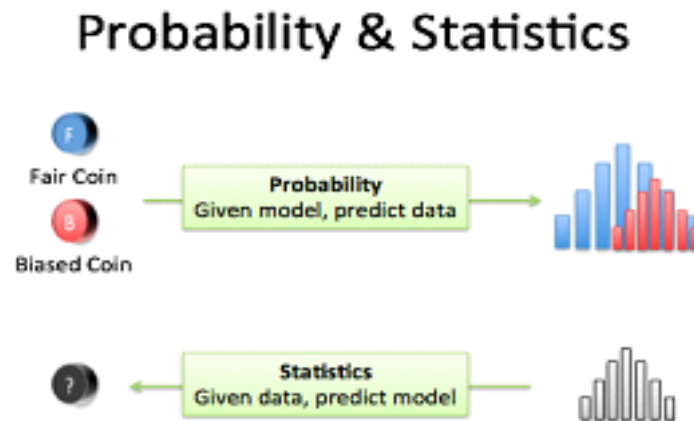 Probability & Statistics
F
Fair Coin
Probability
Given model, predict data
B
Biased Coin
Statistics
?
Given data, predict model